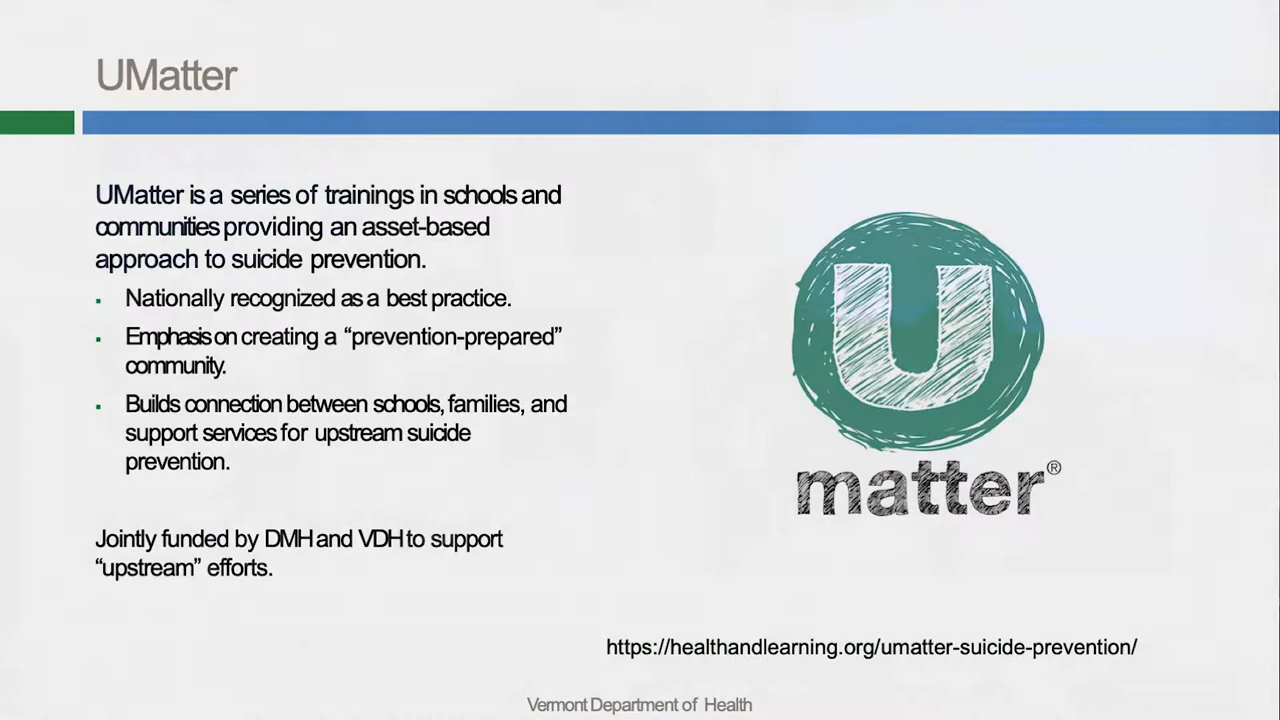 UMatter
UMatter is a series of trainings in schools and
communities providing an asset-based
approach to suicide prevention.
▪ Nationally recognized as a best practice.
▪ Emphasis on creating a “prevention-prepared”
community.
▪ Builds connection between schools, families, and
support services for upstream suicide
prevention.
Jointly funded by DMH and VDH to support
“upstream” efforts.
U
matter®
https://healthandlearning.org/umatter-suicide-prevention/
Vermont Department of Health